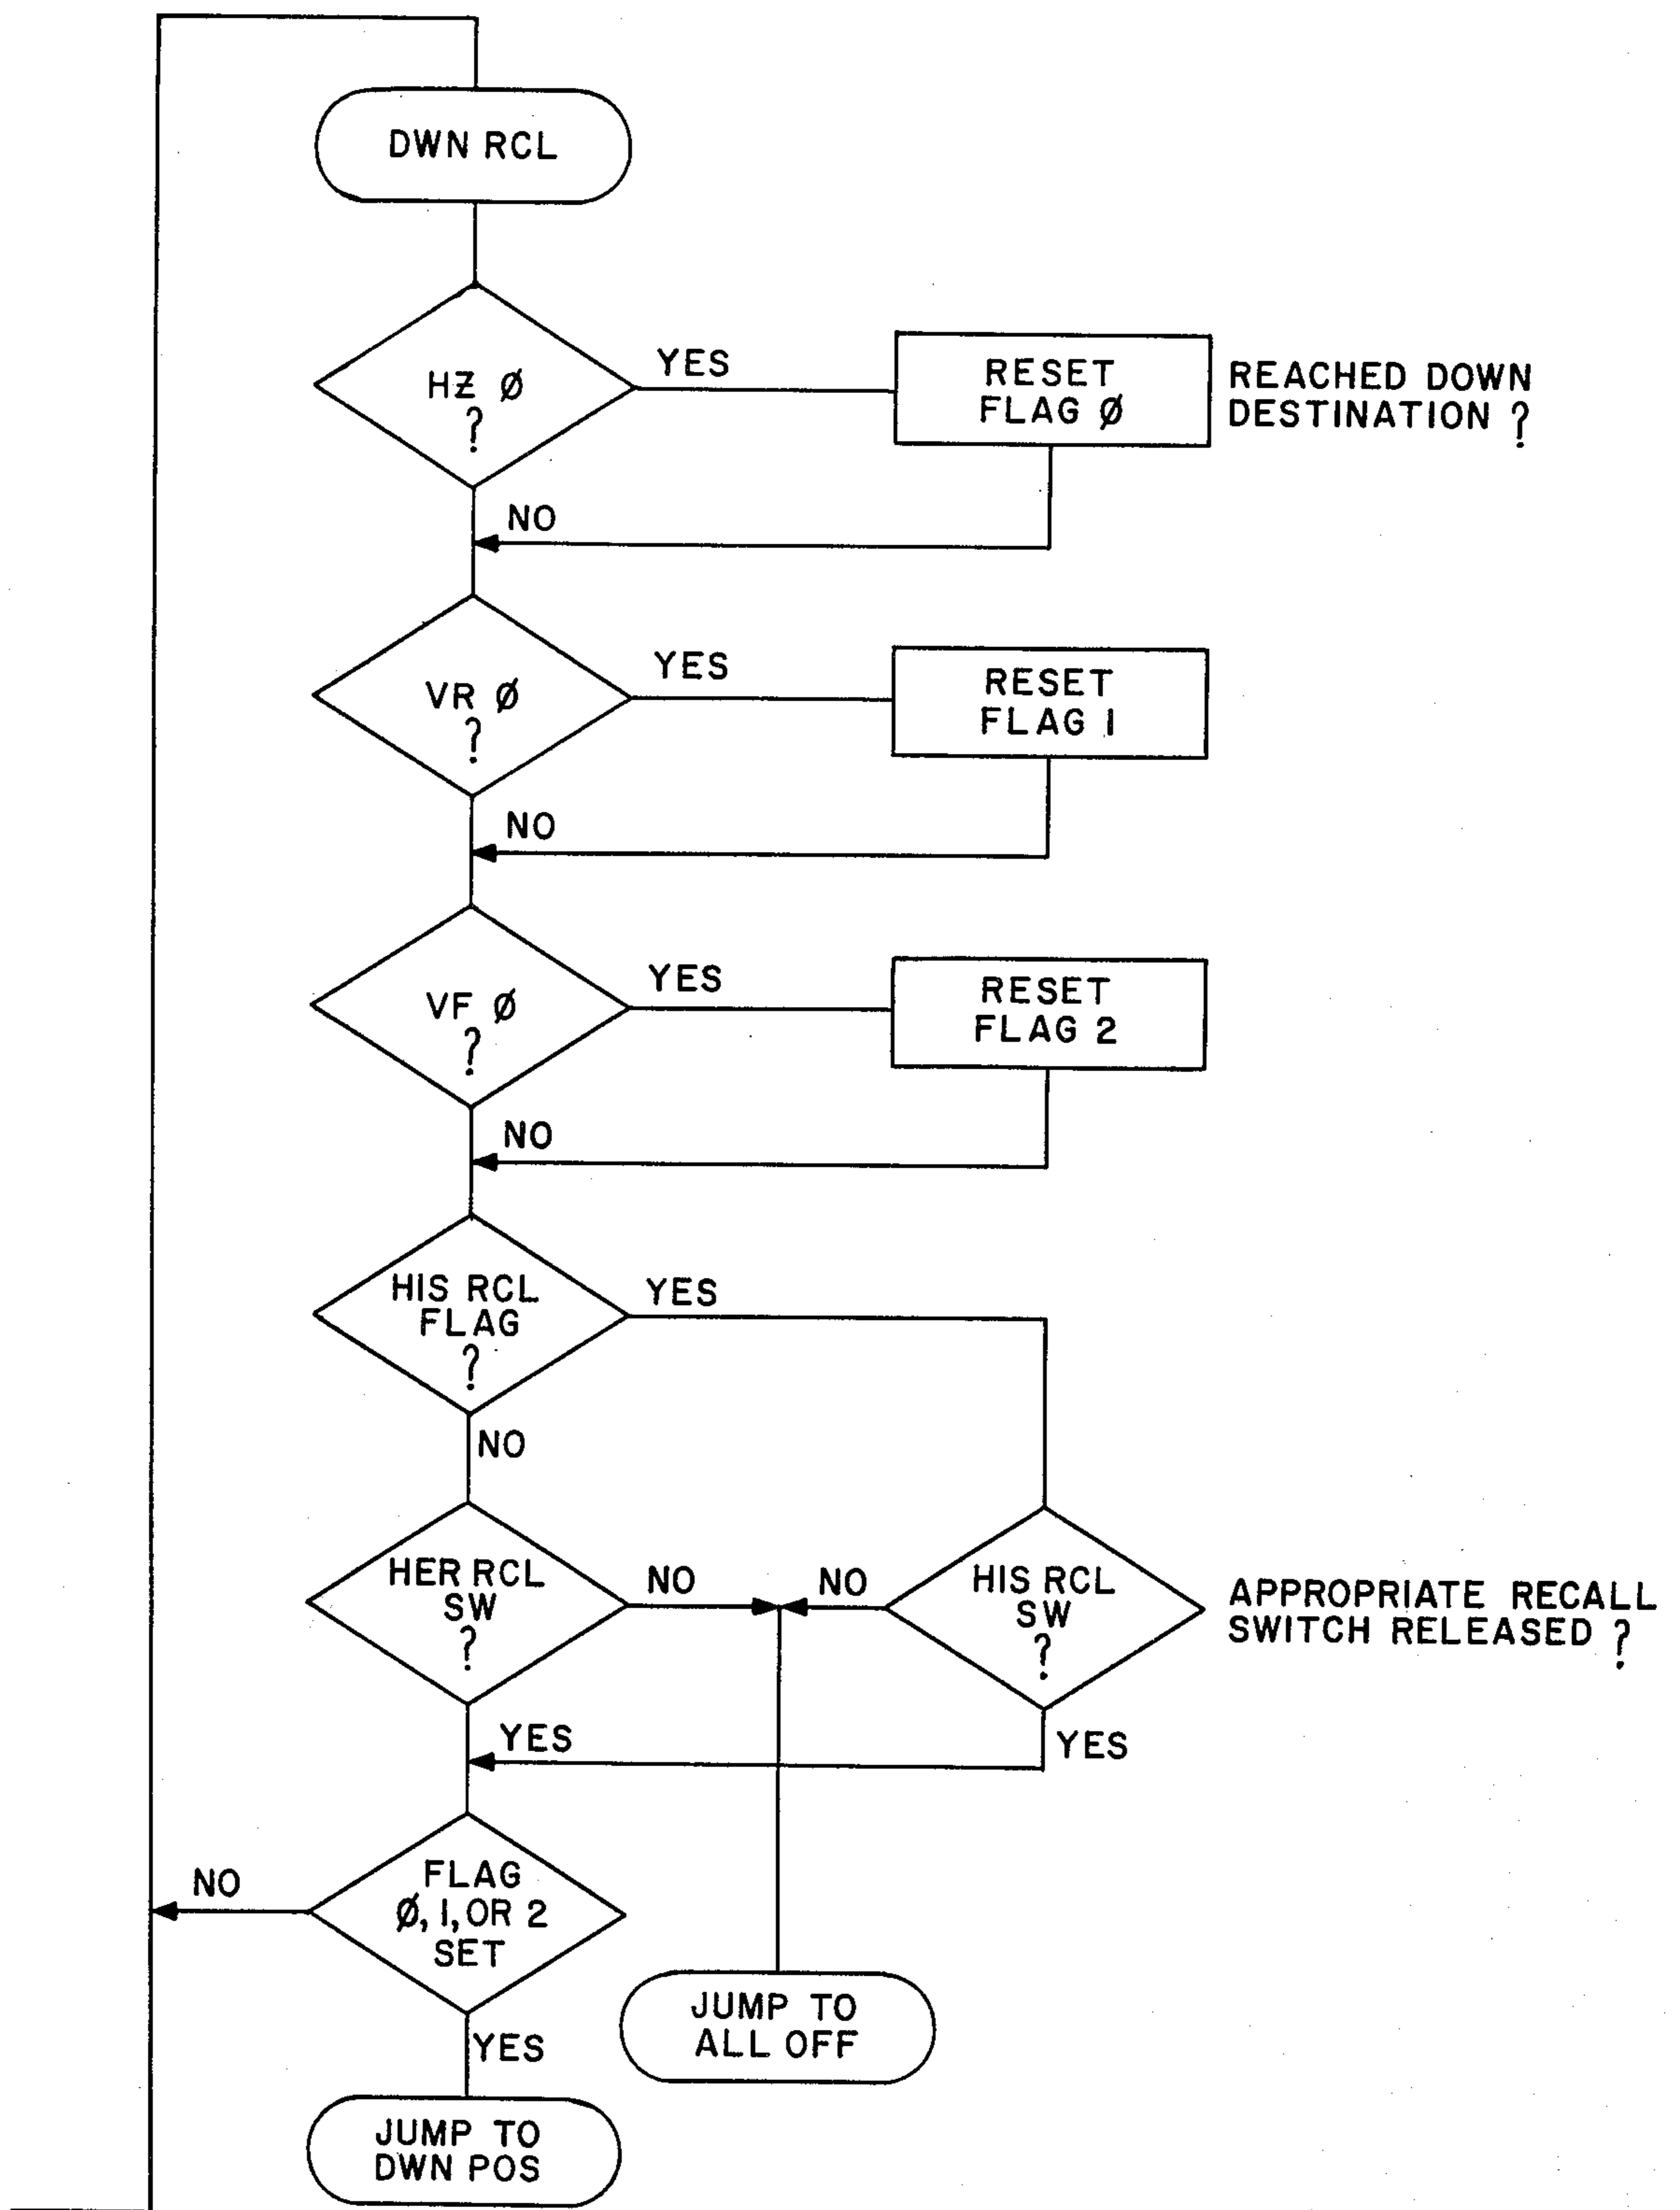 DWN RCL
HZ Ø
?
YES
RESET
FLAG Ø
REACHED DOWN
DESTINATION ?
NO
VR Ø
?
YES
RESET
FLAG 1
NO
VF Ø
?
YES
RESET
FLAG 2
NO
HIS RCL
FLAG
?
YES
NO
HER RCL
SW
?
NO
NO
HIS RCL
SW
?
APPROPRIATE RECALL
SWITCH RELEASED ?
YES
YES
FLAG
Ø, 1, OR 2
SET
NO
YES
JUMP TO
ALL OFF
JUMP TO
DWN POS